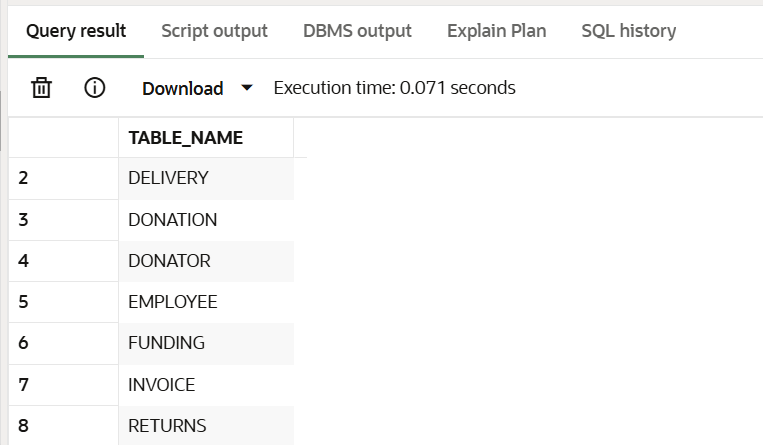 Query result Script output DBMS output Explain Plan SQL history
Download Execution time: 0.071 seconds
TABLE_NAME
2 DELIVERY
3 DONATION
4 DONATOR
5 EMPLOYEE
6 FUNDING
7 INVOICE
8 RETURNS